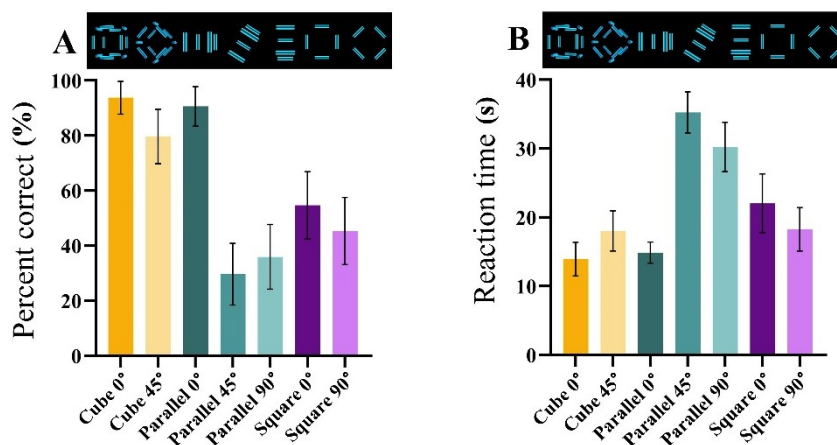 A
Percent correct (%)
100
80
60
40
20
0
Cube 0°
Cube 45°
Parallel 0°
Parallel 45°
Parallel 90°
Square 0°
Square 90°
B
Reaction time (s)
40
30
20
10
0
Cube 0°
Cube 45°
Parallel 0°
Parallel 45°
Parallel 90°
Square 0°
Square 90°